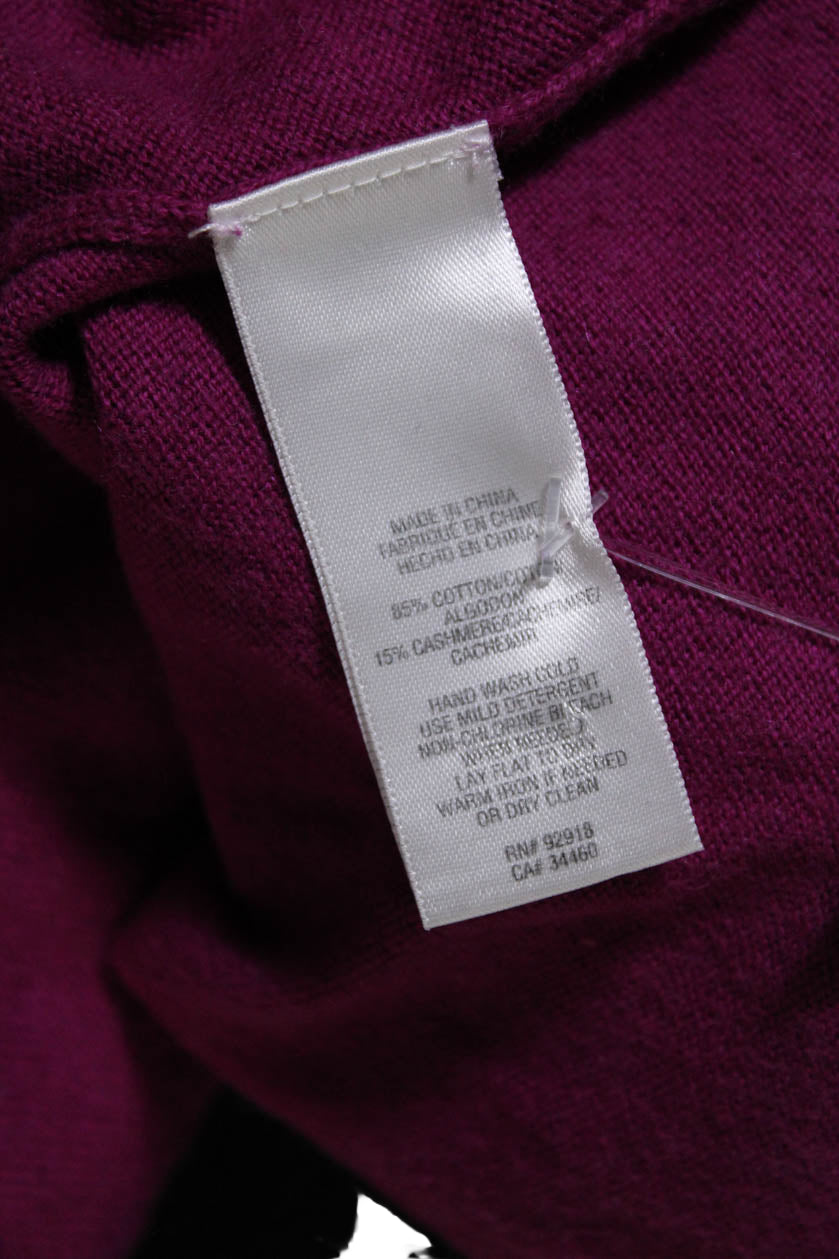 MADE IN CHINA
FABRIQUE EN CHINE
HECHO EN CHINA
85% COTTON/COTON
ALGODON
15% CASHMERE/CACHEMIRE/
CACHEMIR
HAND WASH COLD
USE MILD DETERGENT
NON-CHLORINE BLEACH
WHEN NEEDED
LAY FLAT TO DRY
WARM IRON IF NEEDED
OR DRY CLEAN
RN# 92918
CA# 34460